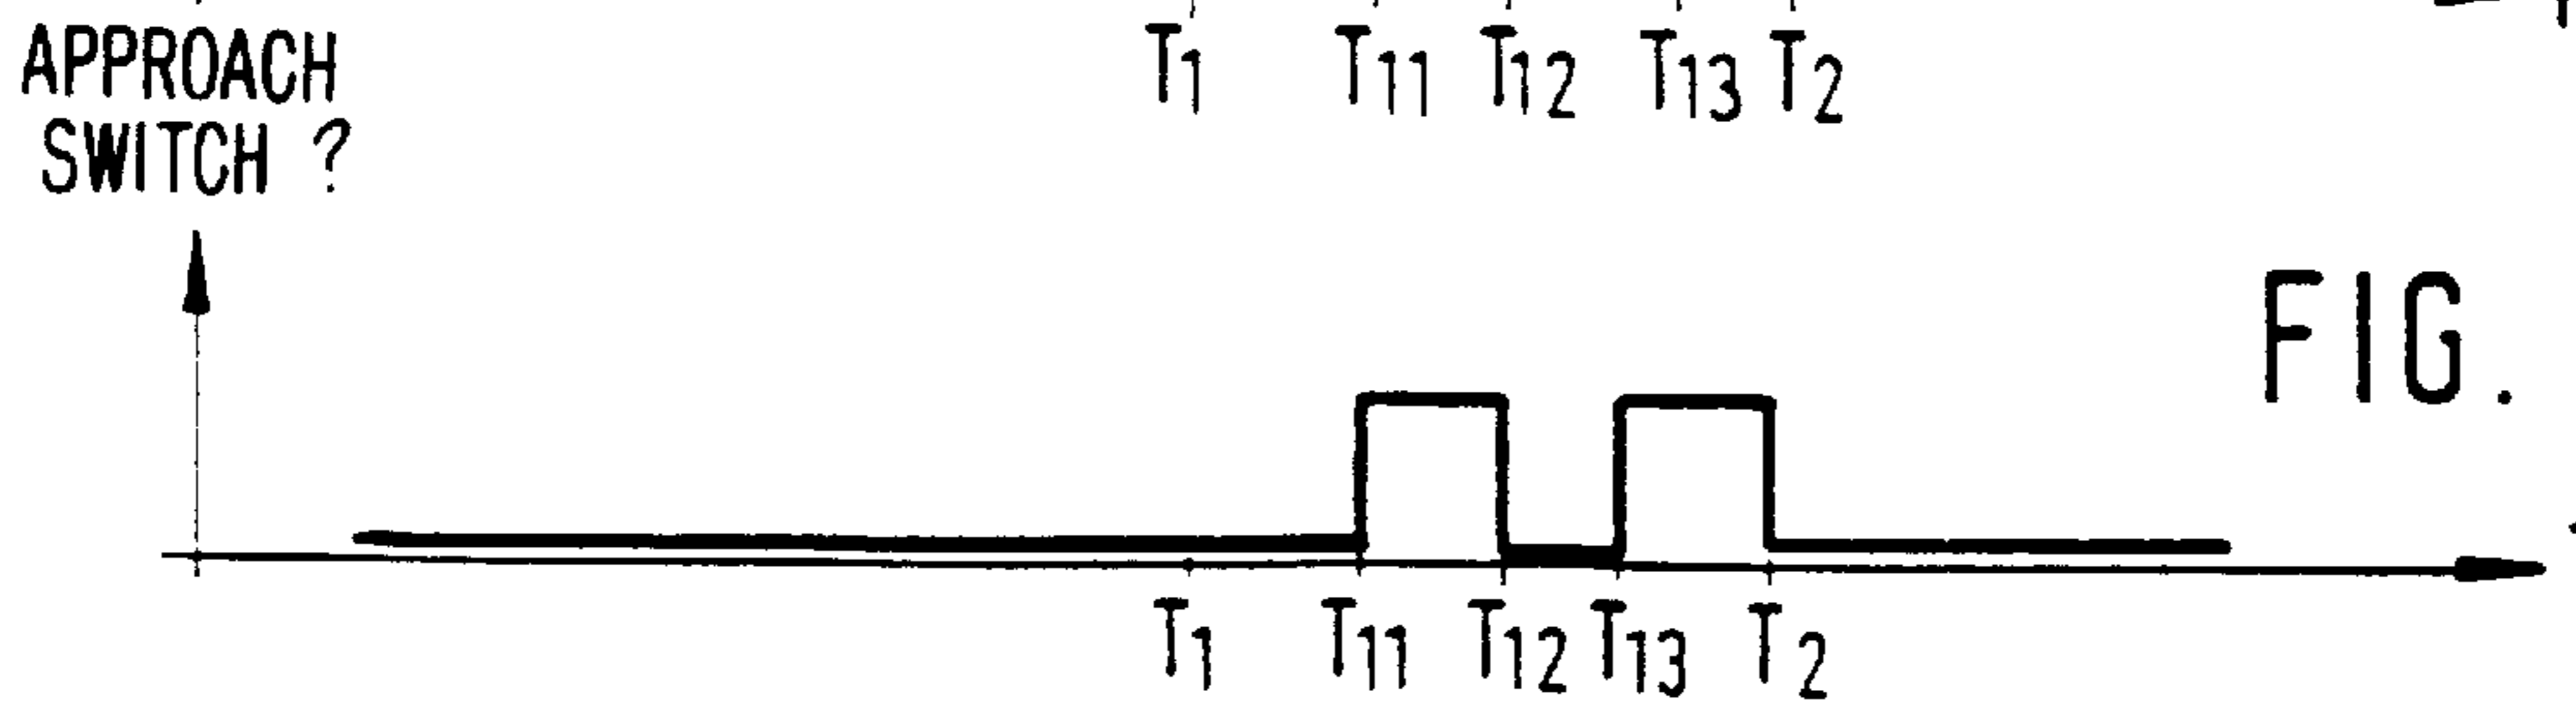 T₁ T₁₁ T₁₂ T₁₃ T₂
APPROACH
SWITCH ?
FIG.
T₁ T₁₁ T₁₂ T₁₃ T₂